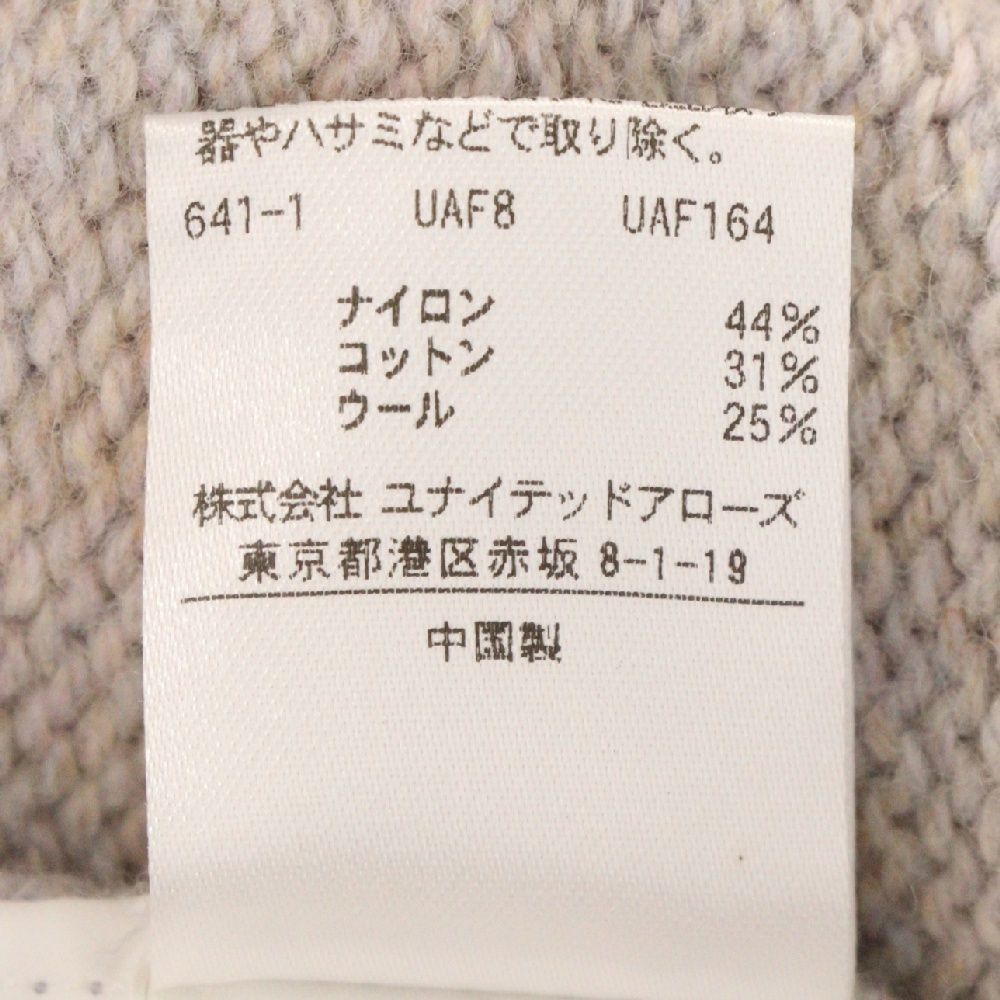 器やハサミなどで取り除く。
641-1 UAF8 UAF164
ナイロン 44%
コットン 31%
ウール 25%
株式会社 ユナイテッドアローズ
東京都港区赤坂 8-1-19
中国製